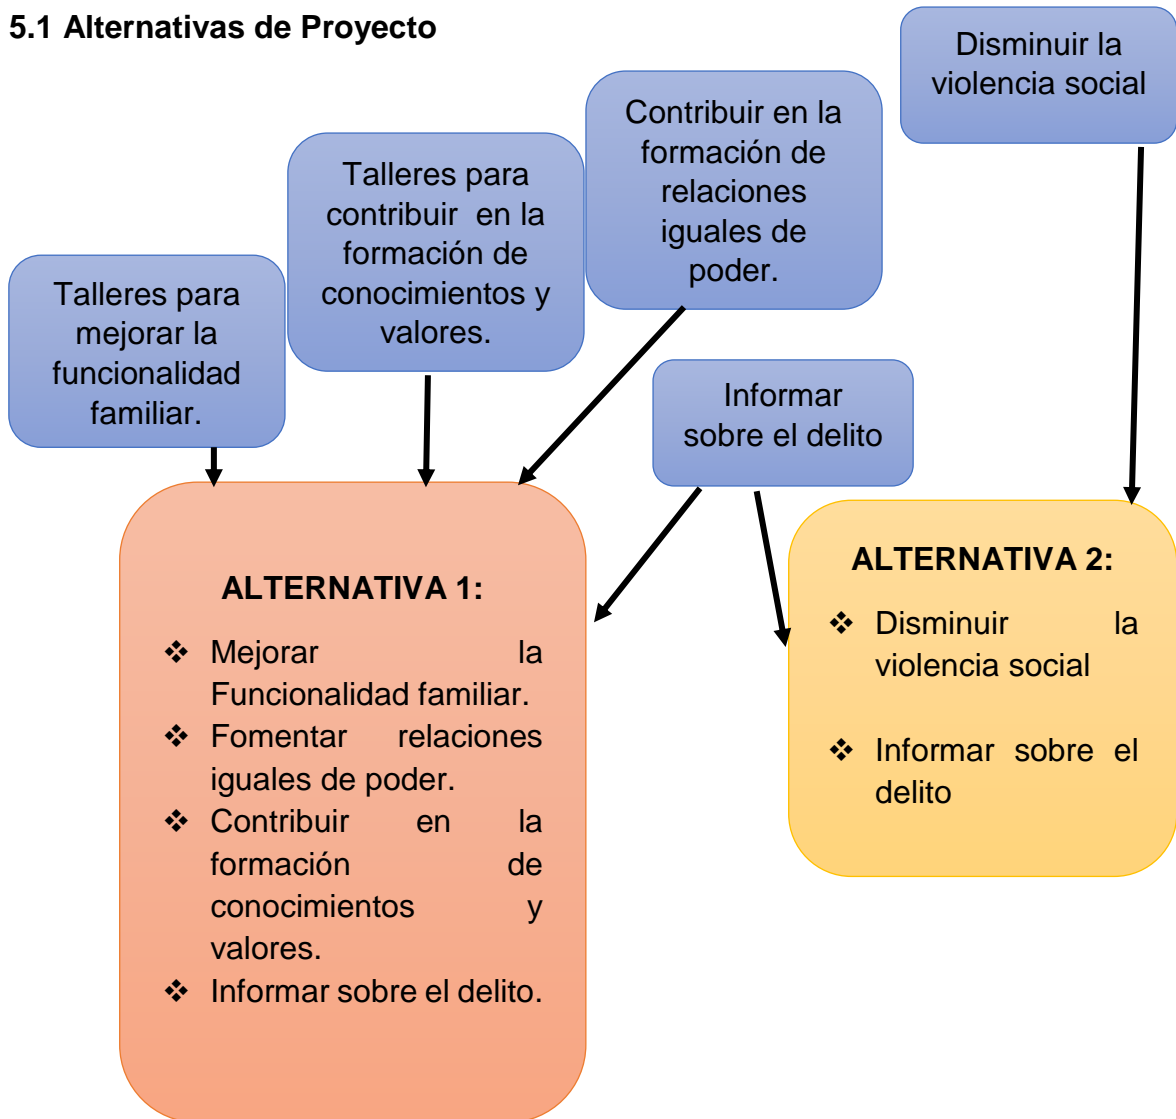 5.1 Alternativas de Proyecto
Disminuir la
violencia social
Contribuir en la
formación de
relaciones
iguales de
poder.
Talleres para
contribuir en la
formación de
conocimientos y
valores.
Talleres para
mejorar la
funcionalidad
familiar.
Informar
sobre el delito
ALTERNATIVA 1:
❖ Mejorar la
Funcionalidad familiar.
❖ Fomentar relaciones
iguales de poder.
❖ Contribuir en la
formación de
conocimientos y
valores.
❖ Informar sobre el delito.
ALTERNATIVA 2:
❖ Disminuir la
violencia social
❖ Informar sobre el
delito